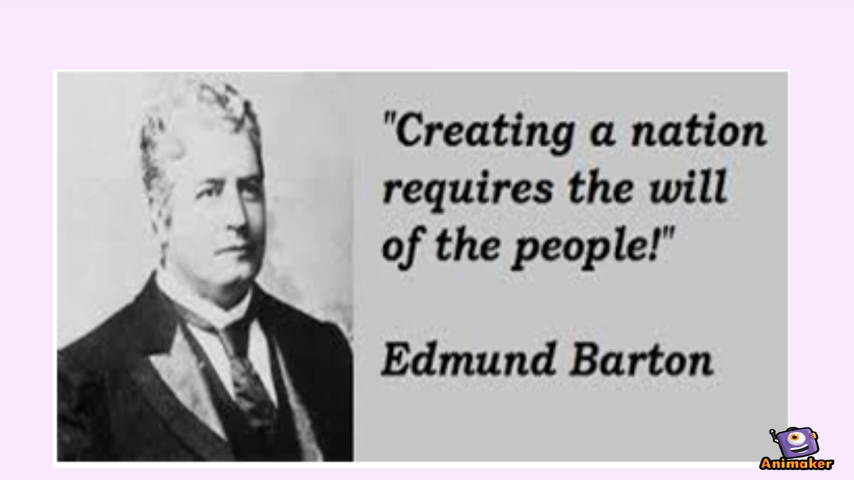 "Creating a nation
requires the will
of the people!"
Edmund Barton
Animaker